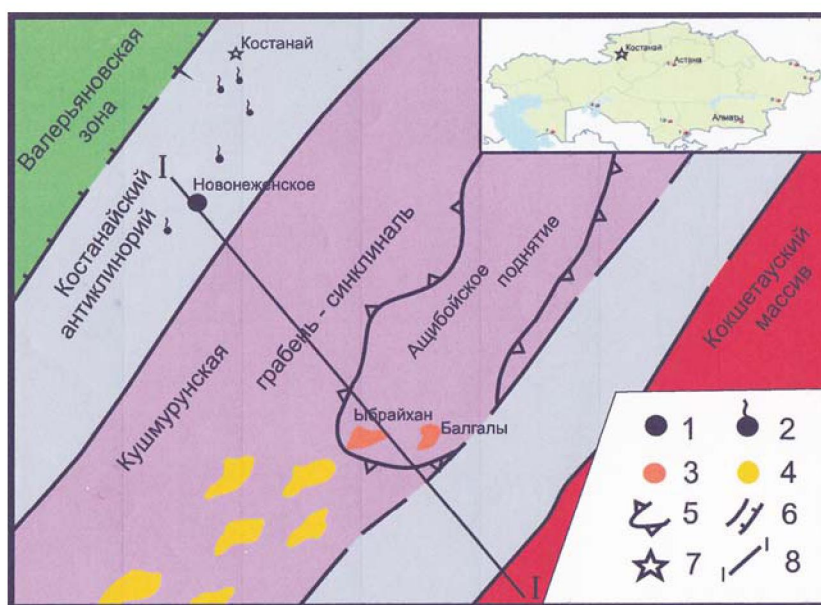 Валерьяновская
зона
Костанай
Костанай
Астана
Алматы
I
Новонеженское
Костанайский
антиклинорий
Кушмурунская
грабень - синклиналь
Ащибойское
поднятие
Кокшетауский
массив
Ыбрайхан
Балгалы
I
1
2
3
4
5
6
7
I I 8